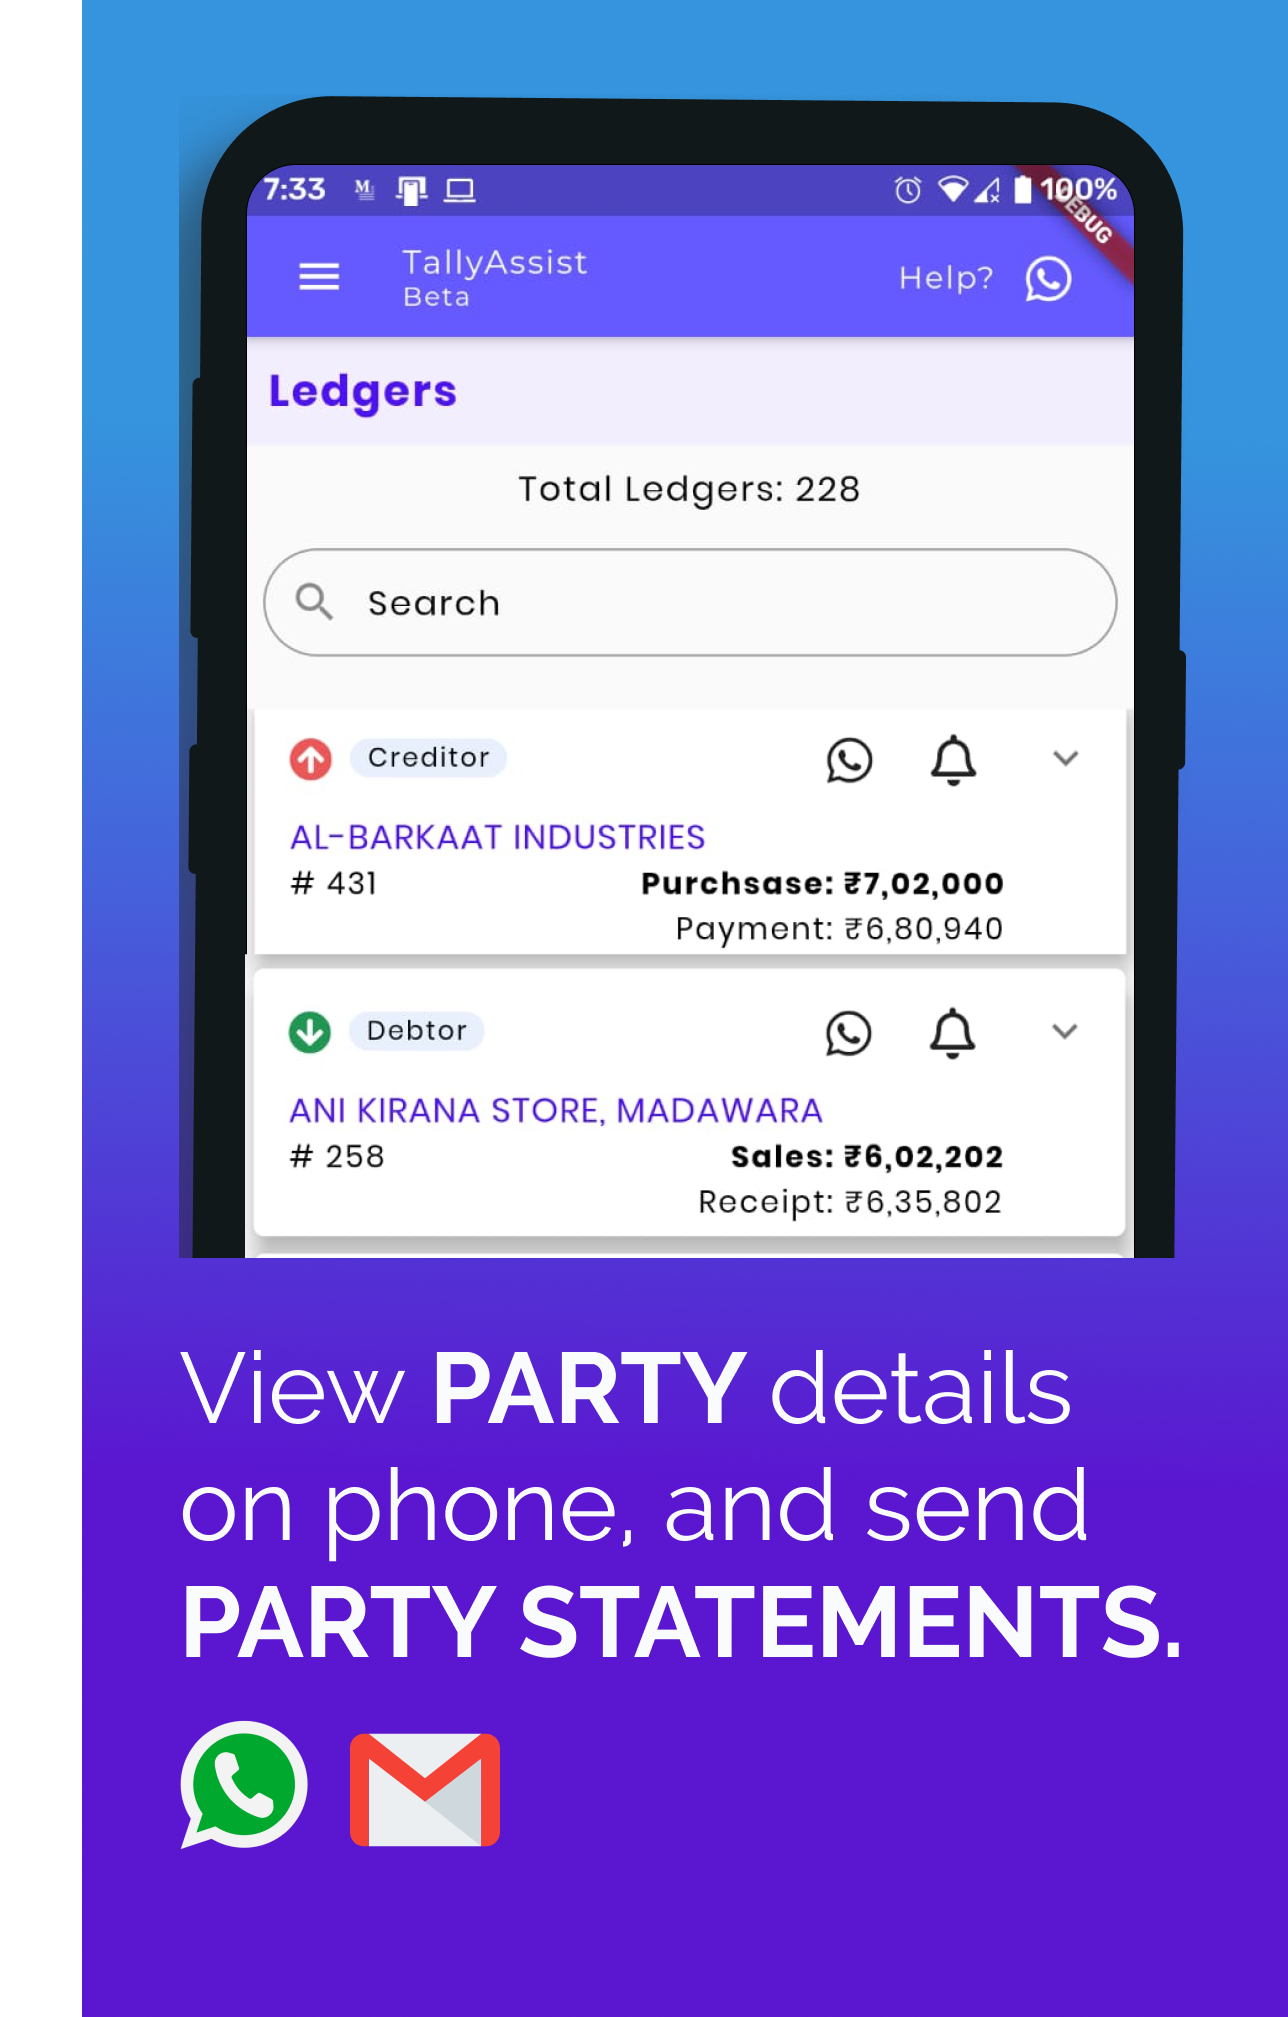 7:33 100%
DEBUG
TallyAssist
Beta
Help?
Ledgers
Total Ledgers: 228
Search
Creditor
AL-BARKAAT INDUSTRIES
# 431 Purchsase: ₹7,02,000
Payment: ₹6,80,940
Debtor
ANI KIRANA STORE, MADAWARA
# 258 Sales: ₹6,02,202
Receipt: ₹6,35,802
View PARTY details
on phone, and send
PARTY STATEMENTS.